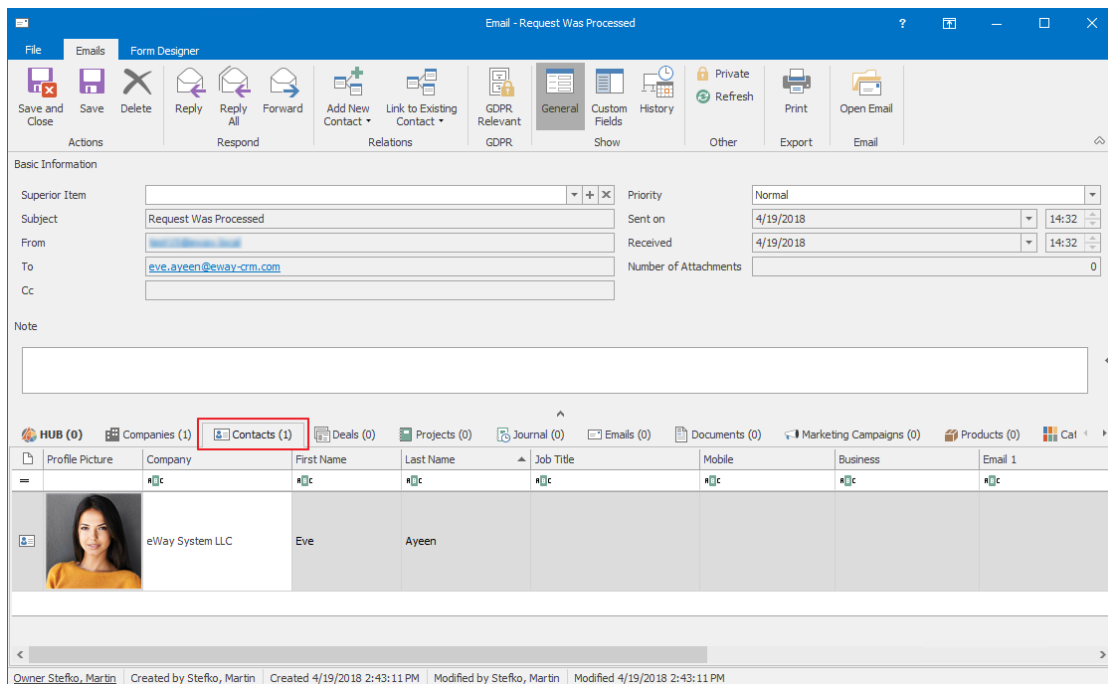 Email - Request Was Processed
?
File Emails Form Designer
Save and Close Save Delete Reply Reply All Forward Add New Contact Link to Existing Contact GDPR Relevant General Custom Fields History Private Refresh Print Open Email
Actions Respond Relations GDPR Show Other Export Email
Basic Information
Superior Item Priority Normal
Subject Request Was Processed Sent on 4/19/2018 14:32
From Received 4/19/2018 14:32
To eve.ayeen@eway-crm.com Number of Attachments 0
Cc
Note
HUB (0) Companies (1) Contacts (1) Deals (0) Projects (0) Journal (0) Emails (0) Documents (0) Marketing Campaigns (0) Products (0) Cat
Profile Picture Company First Name Last Name Job Title Mobile Business Email 1
eWay System LLC Eve Ayeen
Owner Stefko, Martin Created by Stefko, Martin Created 4/19/2018 2:43:11 PM Modified by Stefko, Martin Modified 4/19/2018 2:43:11 PM